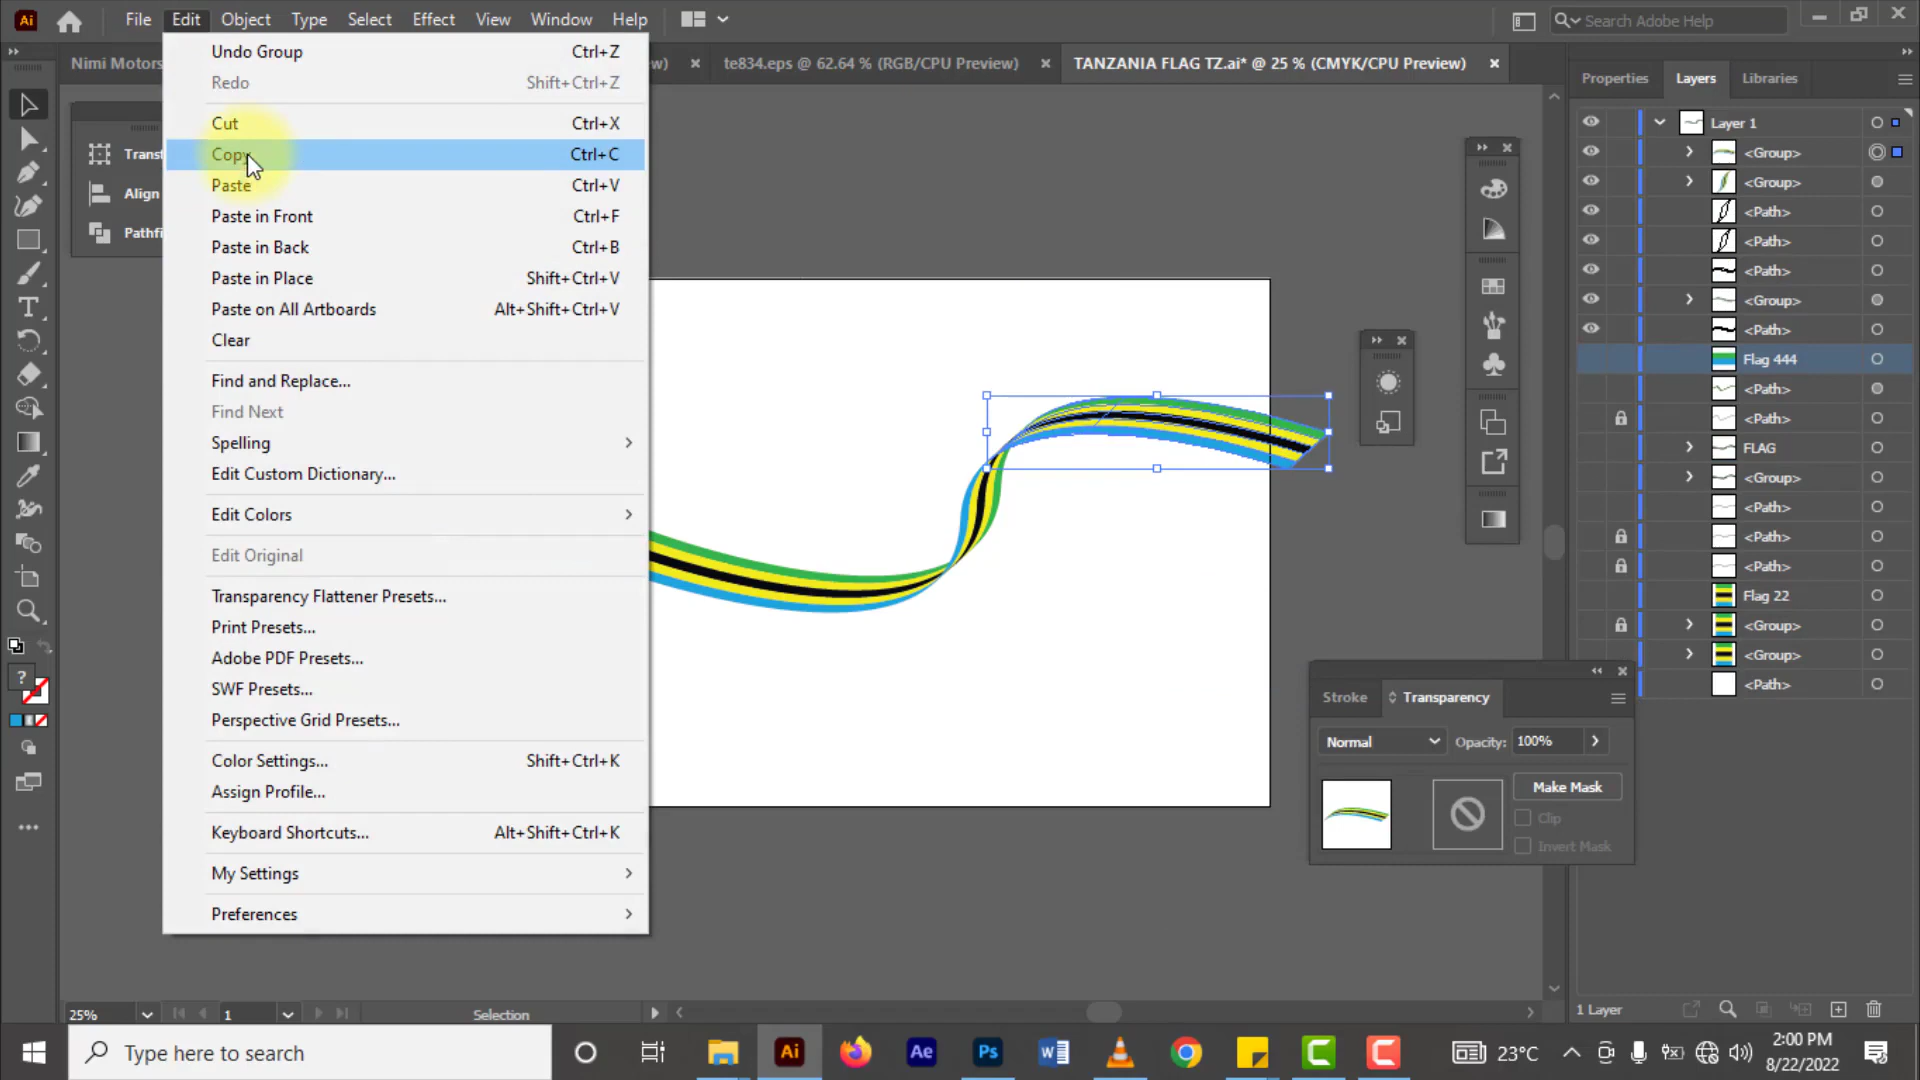 Ai File Edit Object Type Select Effect View Window Help Search Adobe Help
Nimi Motors w) × te834.eps @ 62.64 % (RGB/CPU Preview) × TANZANIA FLAG TZ.ai* @ 25 % (CMYK/CPU Preview) ×
Undo Group Ctrl+Z
Redo Shift+Ctrl+Z
Cut Ctrl+X
Copy Ctrl+C
Paste Ctrl+V
Paste in Front Ctrl+F
Paste in Back Ctrl+B
Paste in Place Shift+Ctrl+V
Paste on All Artboards Alt+Shift+Ctrl+V
Clear
Find and Replace...
Find Next
Spelling
Edit Custom Dictionary...
Edit Colors
Edit Original
Transparency Flattener Presets...
Print Presets...
Adobe PDF Presets...
SWF Presets...
Perspective Grid Presets...
Color Settings... Shift+Ctrl+K
Assign Profile...
Keyboard Shortcuts... Alt+Shift+Ctrl+K
My Settings
Preferences
Transf
Align
Pathfi
Properties Layers Libraries
Layer 1
<Group>
<Group>
<Path>
<Path>
<Path>
<Group>
<Path>
Flag 444
<Path>
<Path>
FLAG
<Group>
<Path>
<Path>
<Path>
Flag 22
<Group>
<Group>
<Path>
Stroke Transparency
Normal Opacity: 100%
Make Mask
Clip
Invert Mask
?
25% 1 Selection
1 Layer
Type here to search Ai Ae Ps 23°C 2:00 PM
8/22/2022